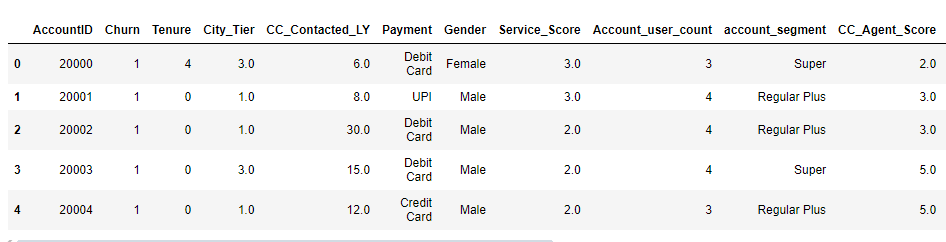 AccountID Churn Tenure City_Tier CC_Contacted_LY Payment Gender Service_Score Account_user_count account_segment CC_Agent_Score
0 20000 1 4 3.0 6.0 Debit Card Female 3.0 3 Super 2.0
1 20001 1 0 1.0 8.0 UPI Male 3.0 4 Regular Plus 3.0
2 20002 1 0 1.0 30.0 Debit Card Male 2.0 4 Regular Plus 3.0
3 20003 1 0 3.0 15.0 Debit Card Male 2.0 4 Super 5.0
4 20004 1 0 1.0 12.0 Credit Card Male 2.0 3 Regular Plus 5.0